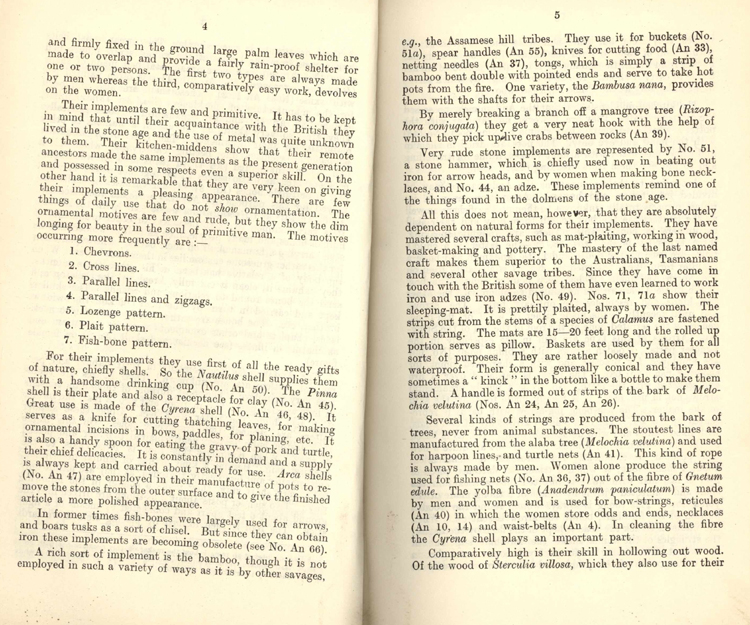 4
and firmly fixed in the ground large palm leaves which are
made to overlap and provide a fairly rain-proof shelter for
one or two persons. The first two types are always made
by men whereas the third, comparatively easy work, devolves
on the women.
Their implements are few and primitive. It has to be kept
in mind that until their acquaintance with the British they
lived in the stone age and the use of metal was quite unknown
to them. Their kitchen-middens show that their remote
ancestors made the same implements as the present generation
and possessed in some respects even a superior skill. On the
other hand it is remarkable that they are very keen on giving
their implements a pleasing appearance. There are few
things of daily use that do not show ornamentation. The
ornamental motives are few and rude, but they show the dim
longing for beauty in the soul of primitive man. The motives
occurring more frequently are :—
1. Chevrons.
2. Cross lines.
3. Parallel lines.
4. Parallel lines and zigzags.
5. Lozenge pattern.
6. Plait pattern.
7. Fish-bone pattern.
For their implements they use first of all the ready gifts
of nature, chiefly shells. So the Nautilus shell supplies them
with a handsome drinking cup (No. An 50). The Pinna
shell is their plate and also a receptacle for clay (No. An 45).
Great use is made of the Cyrena shell (No. An 46, 48). It
serves as a knife for cutting thatching leaves, for making
ornamental incisions in bows, paddles, for planing, etc. It
is also a handy spoon for eating the gravy of pork and turtle,
their chief delicacies. It is constantly in demand and a supply
is always kept and carried about ready for use. Arca shells
(No. An 47) are employed in their manufacture of pots to re-
move the stones from the outer surface and to give the finished
article a more polished appearance.
In former times fish-bones were largely used for arrows,
and boars tusks as a sort of chisel. But since they can obtain
iron these implements are becoming obsolete (see No. An 66).
A rich sort of implement is the bamboo, though it is not
employed in such a variety of ways as it is by other savages,
5
e.g., the Assamese hill tribes. They use it for buckets (No.
51a), spear handles (An 55), knives for cutting food (An 33),
netting needles (An 37), tongs, which is simply a strip of
bamboo bent double with pointed ends and serve to take hot
pots from the fire. One variety, the Bambusa nana, provides
them with the shafts for their arrows.
By merely breaking a branch off a mangrove tree (Rizop-
hora conjugata) they get a very neat hook with the help of
which they pick up live crabs between rocks (An 39).
Very rude stone implements are represented by No. 51,
a stone hammer, which is chiefly used now in beating out
iron for arrow heads, and by women when making bone neck-
laces, and No. 44, an adze. These implements remind one of
the things found in the dolmens of the stone age.
All this does not mean, however, that they are absolutely
dependent on natural forms for their implements. They have
mastered several crafts, such as mat-plaiting, working in wood,
basket-making and pottery. The mastery of the last named
craft makes them superior to the Australians, Tasmanians
and several other savage tribes. Since they have come in
touch with the British some of them have even learned to work
iron and use iron adzes (No. 49). Nos. 71, 71a show their
sleeping-mat. It is prettily plaited, always by women. The
strips cut from the stems of a species of Calamus are fastened
with string. The mats are 15—20 feet long and the rolled up
portion serves as pillow. Baskets are used by them for all
sorts of purposes. They are rather loosely made and not
waterproof. Their form is generally conical and they have
sometimes a " kinck " in the bottom like a bottle to make them
stand. A handle is formed out of strips of the bark of Melo-
chia velutina (Nos. An 24, An 25, An 26).
Several kinds of strings are produced from the bark of
trees, never from animal substances. The stoutest lines are
manufactured from the alaba tree (Melochia velutina) and used
for harpoon lines, and turtle nets (An 41). This kind of rope
is always made by men. Women alone produce the string
used for fishing nets (No. An 36, 37) out of the fibre of Gnetum
edule. The yolba fibre (Anadendrum paniculatum) is made
by men and women and is used for bow-strings, reticules
(An 40) in which the women store odds and ends, necklaces
(An 10, 14) and waist-belts (An 4). In cleaning the fibre
the Cyrena shell plays an important part.
Comparatively high is their skill in hollowing out wood.
Of the wood of Sterculia villosa, which they also use for their